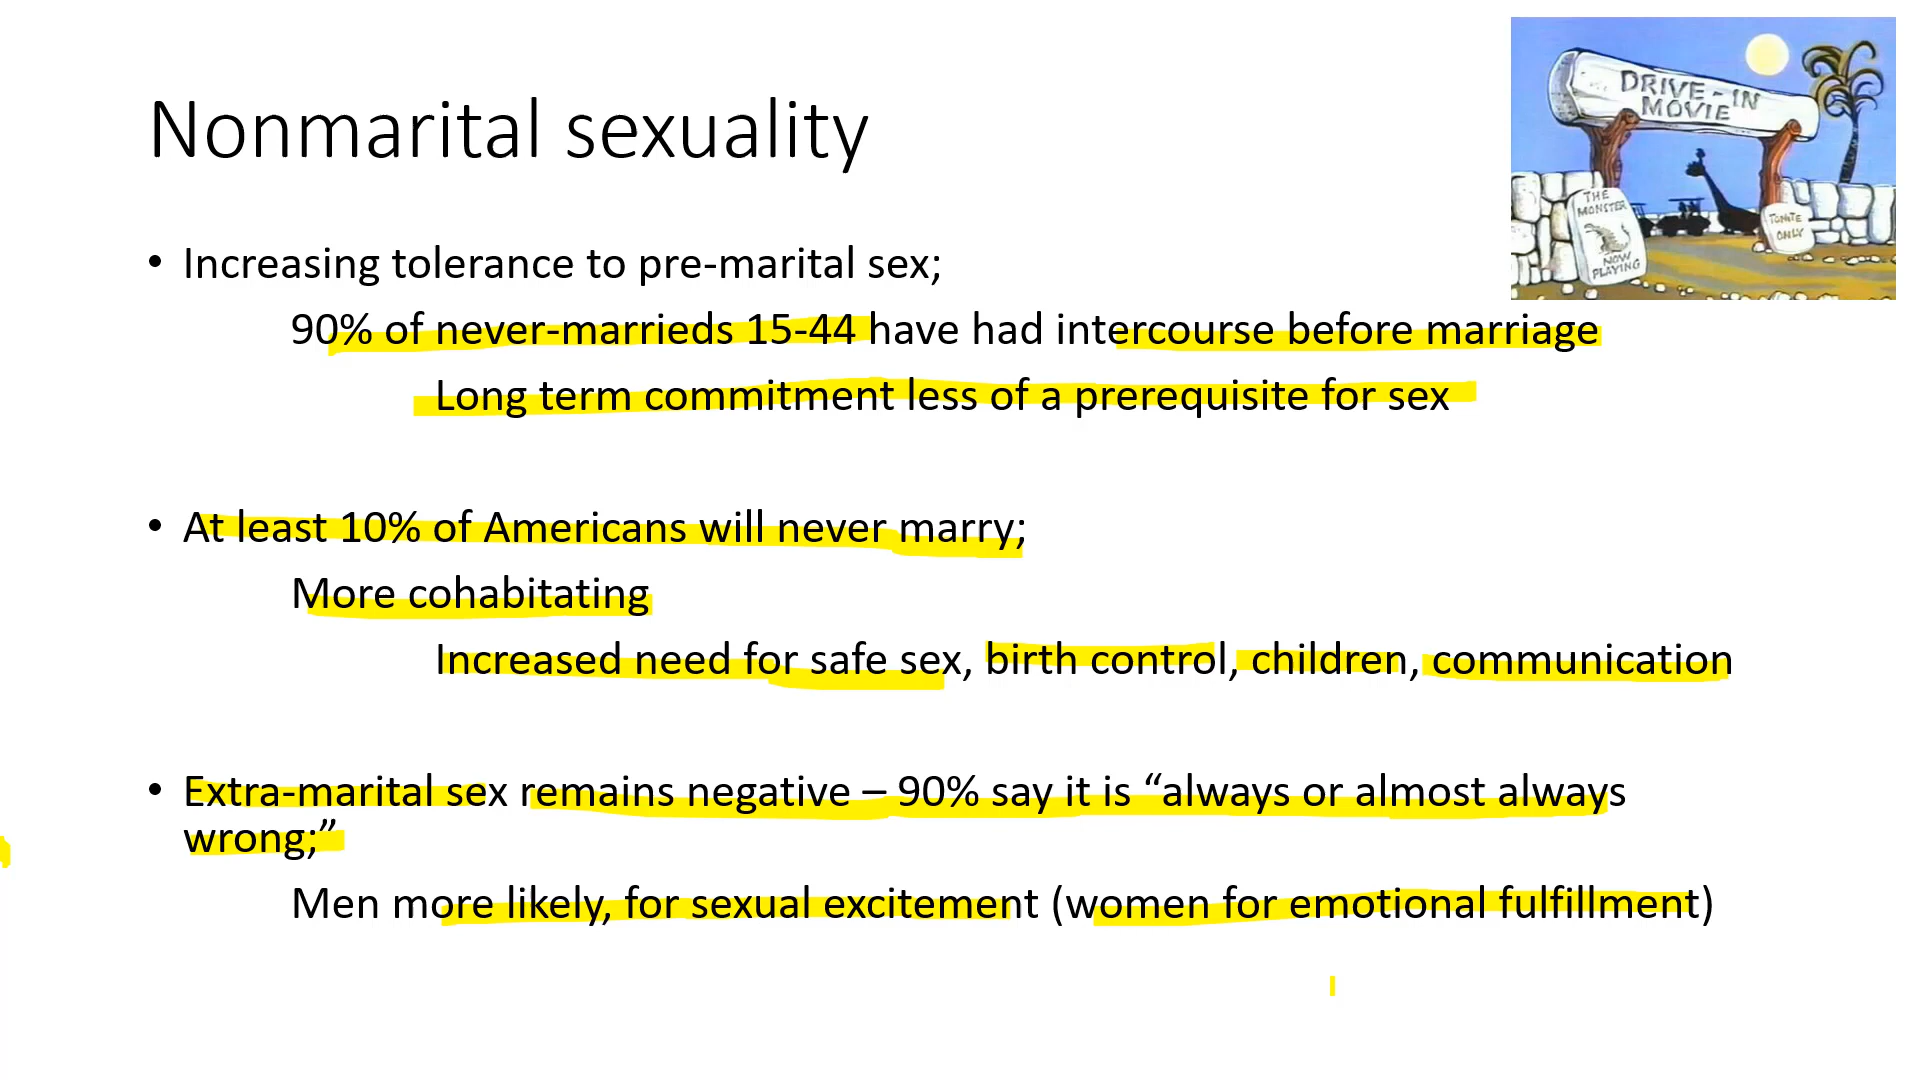 DRIVE-IN
MOVIE
THE
MONSTER
NOW
PLAYING
TONITE
ONLY
Nonmarital sexuality
• Increasing tolerance to pre-marital sex;
90% of never-marrieds 15-44 have had intercourse before marriage
Long term commitment less of a prerequisite for sex
• At least 10% of Americans will never marry;
More cohabitating
Increased need for safe sex, birth control, children, communication
• Extra-marital sex remains negative – 90% say it is “always or almost always
wrong;”
Men more likely, for sexual excitement (women for emotional fulfillment)